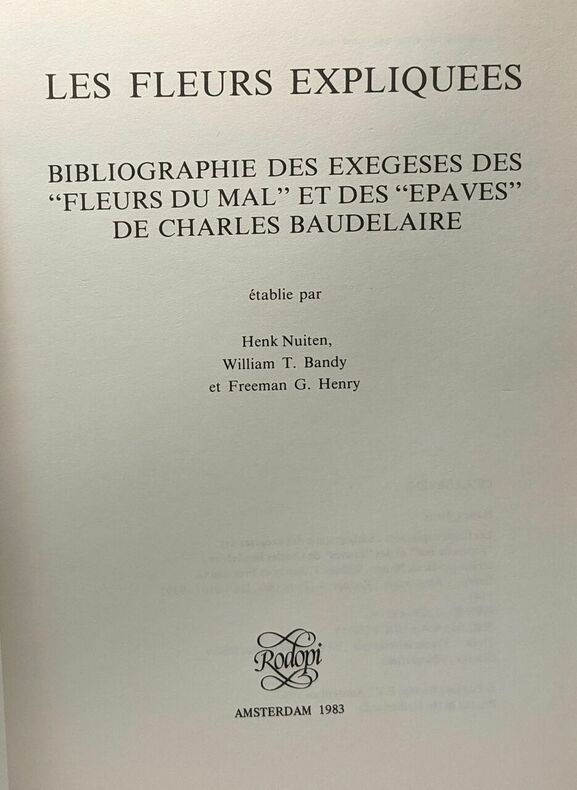 LES FLEURS EXPLIQUEES
BIBLIOGRAPHIE DES EXEGESES DES
“FLEURS DU MAL” ET DES “EPAVES”
DE CHARLES BAUDELAIRE
établie par
Henk Nuiten,
William T. Bandy
et Freeman G. Henry
Rodopi
AMSTERDAM 1983